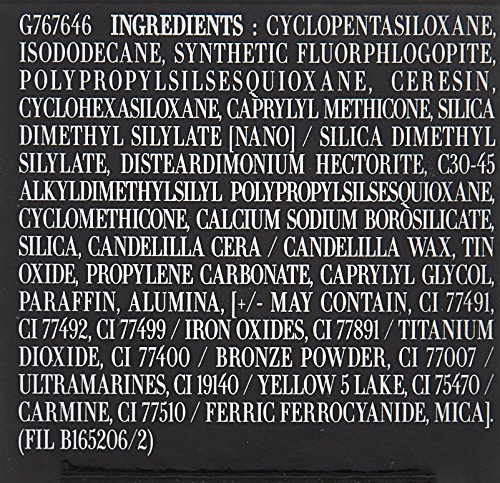 G767646 INGREDIENTS : CYCLOPENTASILOXANE,
ISODODECANE, SYNTHETIC FLUORPHLOGOPITE,
POLYPROPYLSILSESQUIOXANE, CERESIN,
CYCLOHEXASILOXANE, CAPRYLYL METHICONE, SILICA
DIMETHYL SILYLATE [NANO] / SILICA DIMETHYL
SILYLATE, DISTEARDIMONIUM HECTORITE, C30-45
ALKYLDIMETHYLSILYL POLYPROPYLSILSESQUIOXANE,
CYCLOMETHICONE, CALCIUM SODIUM BOROSILICATE,
SILICA, CANDELILLA CERA / CANDELILLA WAX, TIN
OXIDE, PROPYLENE CARBONATE, CAPRYLYL GLYCOL,
PARAFFIN, ALUMINA, [+/- MAY CONTAIN, CI 77491,
CI 77492, CI 77499 / IRON OXIDES, CI 77891 / TITANIUM
DIOXIDE, CI 77400 / BRONZE POWDER, CI 77007 /
ULTRAMARINES, CI 19140 / YELLOW 5 LAKE, CI 75470 /
CARMINE, CI 77510 / FERRIC FERROCYANIDE, MICA].
(FIL B165206/2)